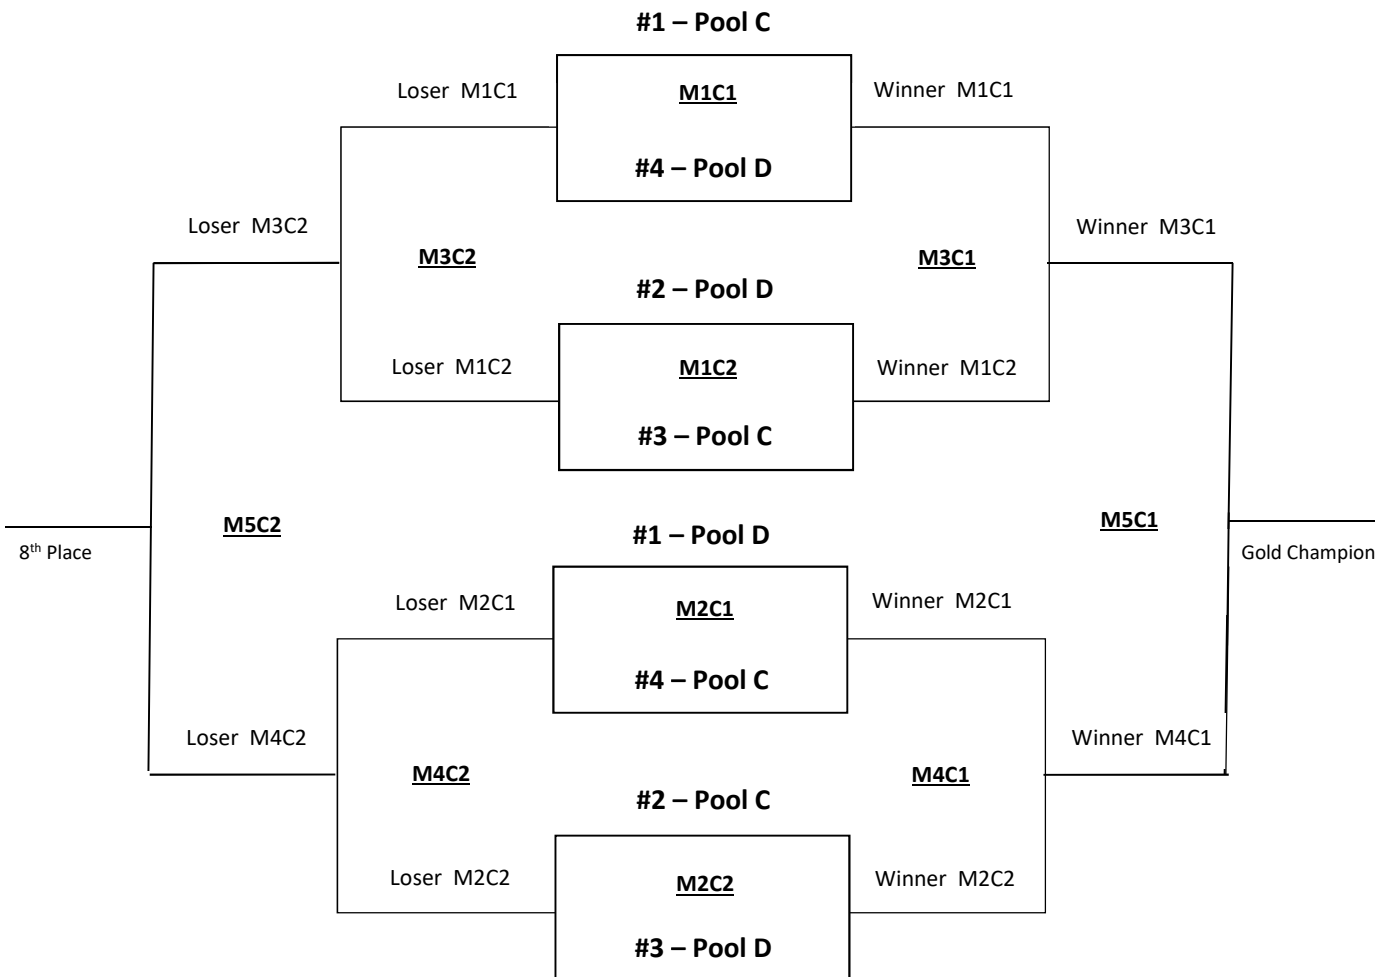 #1 – Pool C
Loser M1C1
M1C1
Winner M1C1
#4 – Pool D
Loser M3C2
Winner M3C1
M3C2
M3C1
#2 – Pool D
Loser M1C2
M1C2
Winner M1C2
#3 – Pool C
M5C2
M5C1
#1 – Pool D
8th Place
Gold Champion
Loser M2C1
M2C1
Winner M2C1
#4 – Pool C
Loser M4C2
Winner M4C1
M4C2
M4C1
#2 – Pool C
Loser M2C2
M2C2
Winner M2C2
#3 – Pool D